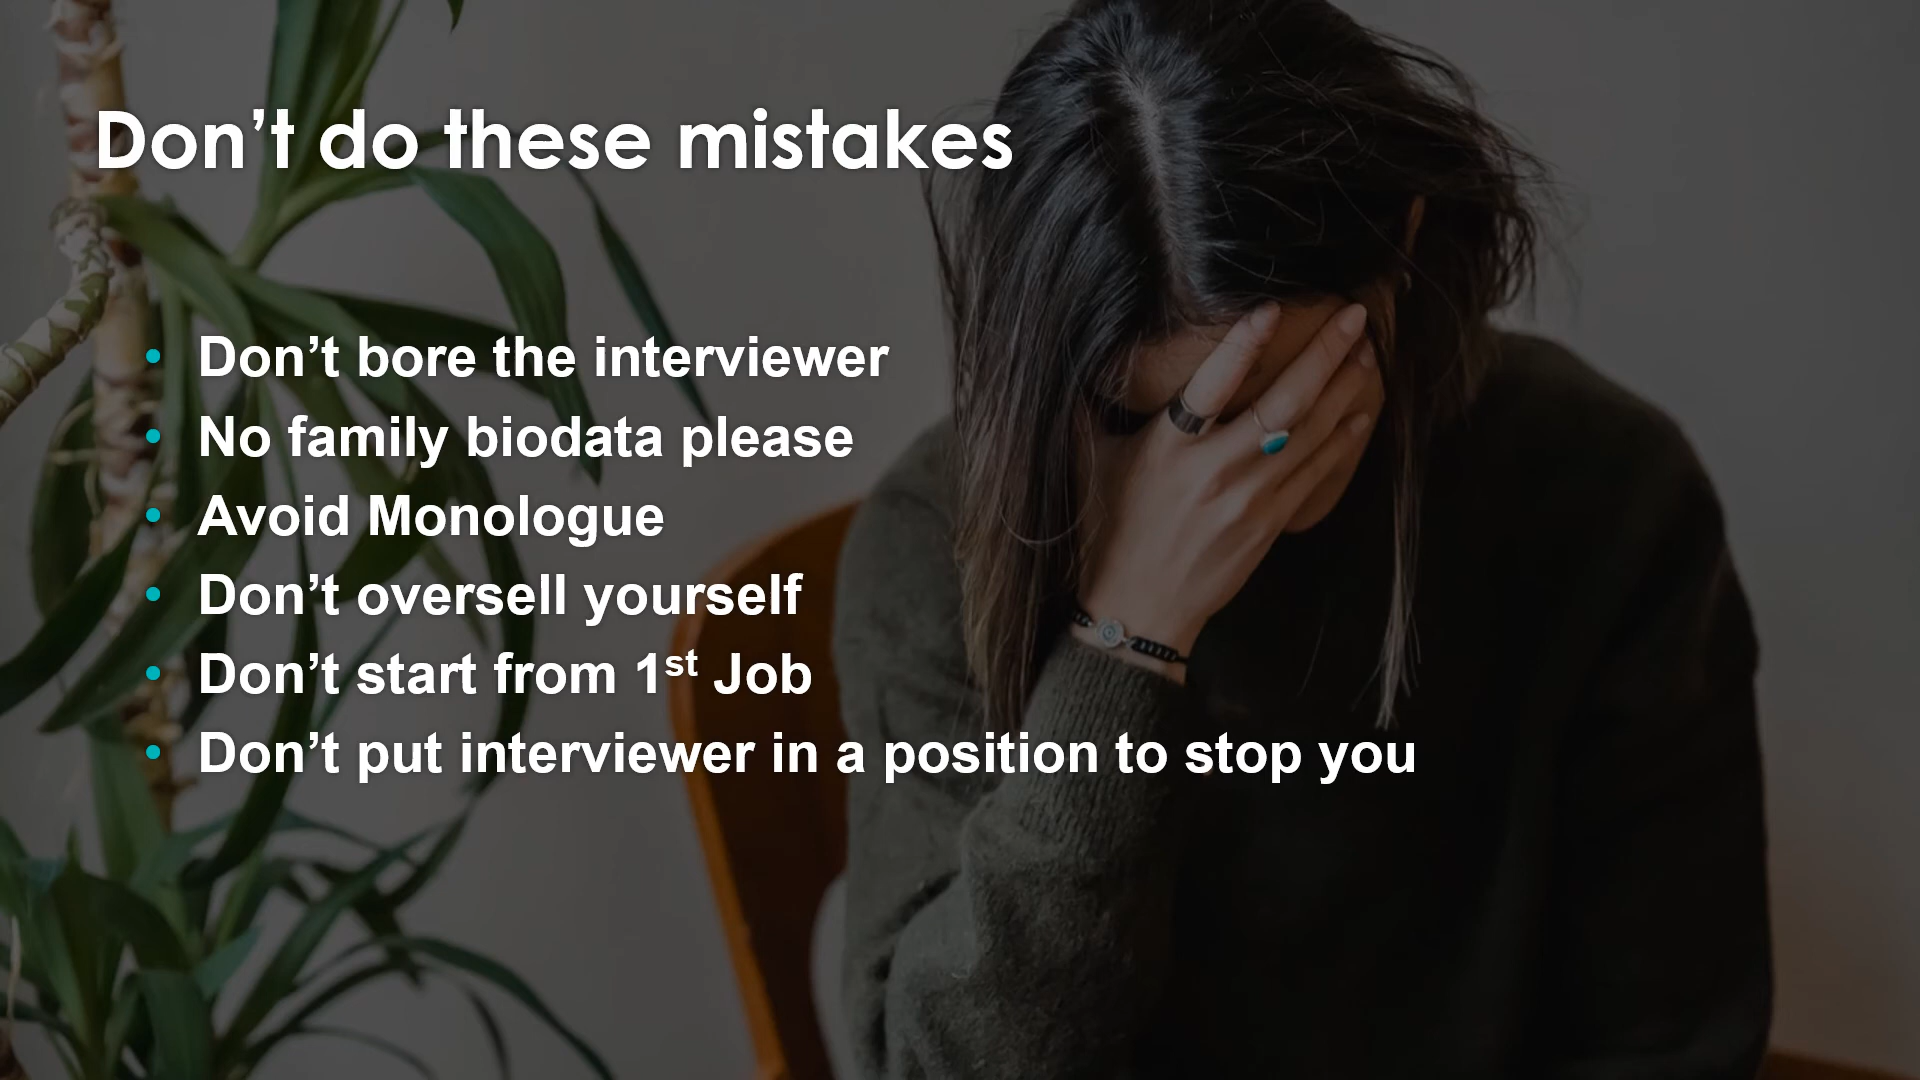 Don’t do these mistakes
• Don’t bore the interviewer
• No family biodata please
• Avoid Monologue
• Don’t oversell yourself
• Don’t start from 1st Job
• Don’t put interviewer in a position to stop you